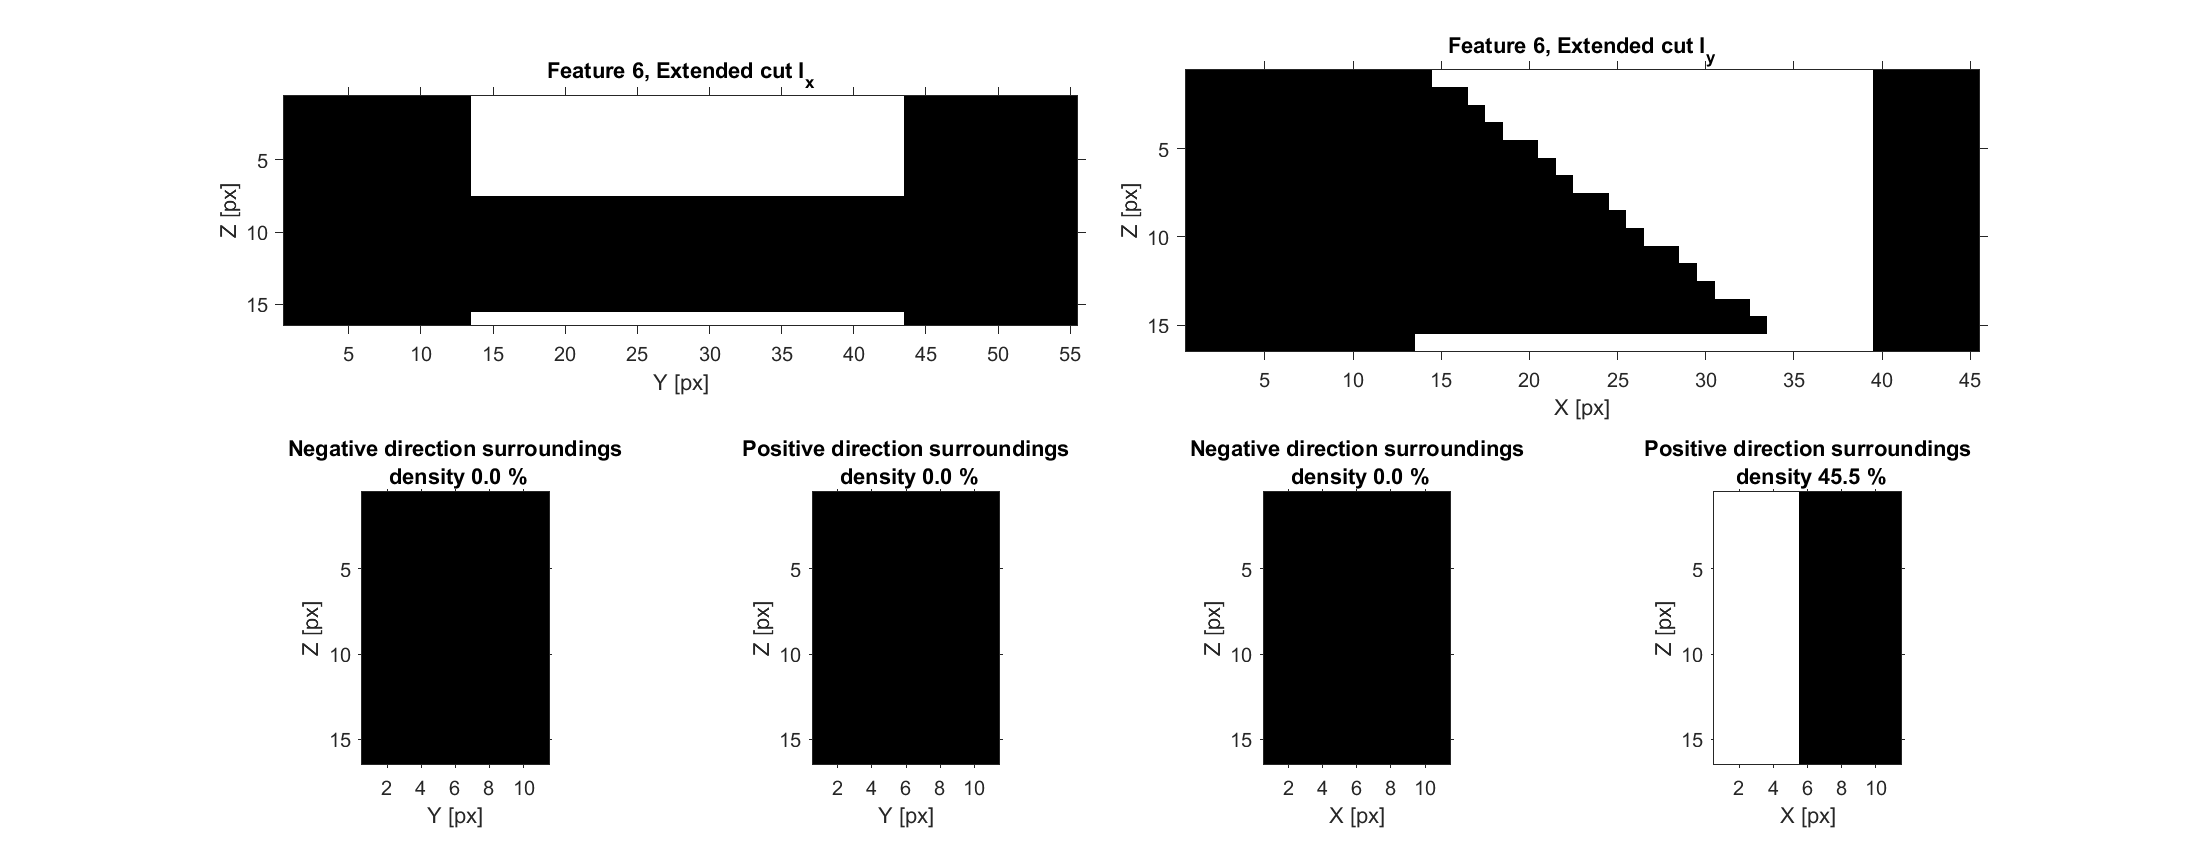 Feature 6, Extended cut I_x
5
10
15
Z [px]
5 10 15 20 25 30 35 40 45 50 55
Y [px]
Feature 6, Extended cut I_y
5
10
15
Z [px]
5 10 15 20 25 30 35 40 45
X [px]
Negative direction surroundings
density 0.0 %
5
10
15
Z [px]
2 4 6 8 10
Y [px]
Positive direction surroundings
density 0.0 %
5
10
15
Z [px]
2 4 6 8 10
Y [px]
Negative direction surroundings
density 0.0 %
5
10
15
Z [px]
2 4 6 8 10
X [px]
Positive direction surroundings
density 45.5 %
5
10
15
Z [px]
2 4 6 8 10
X [px]